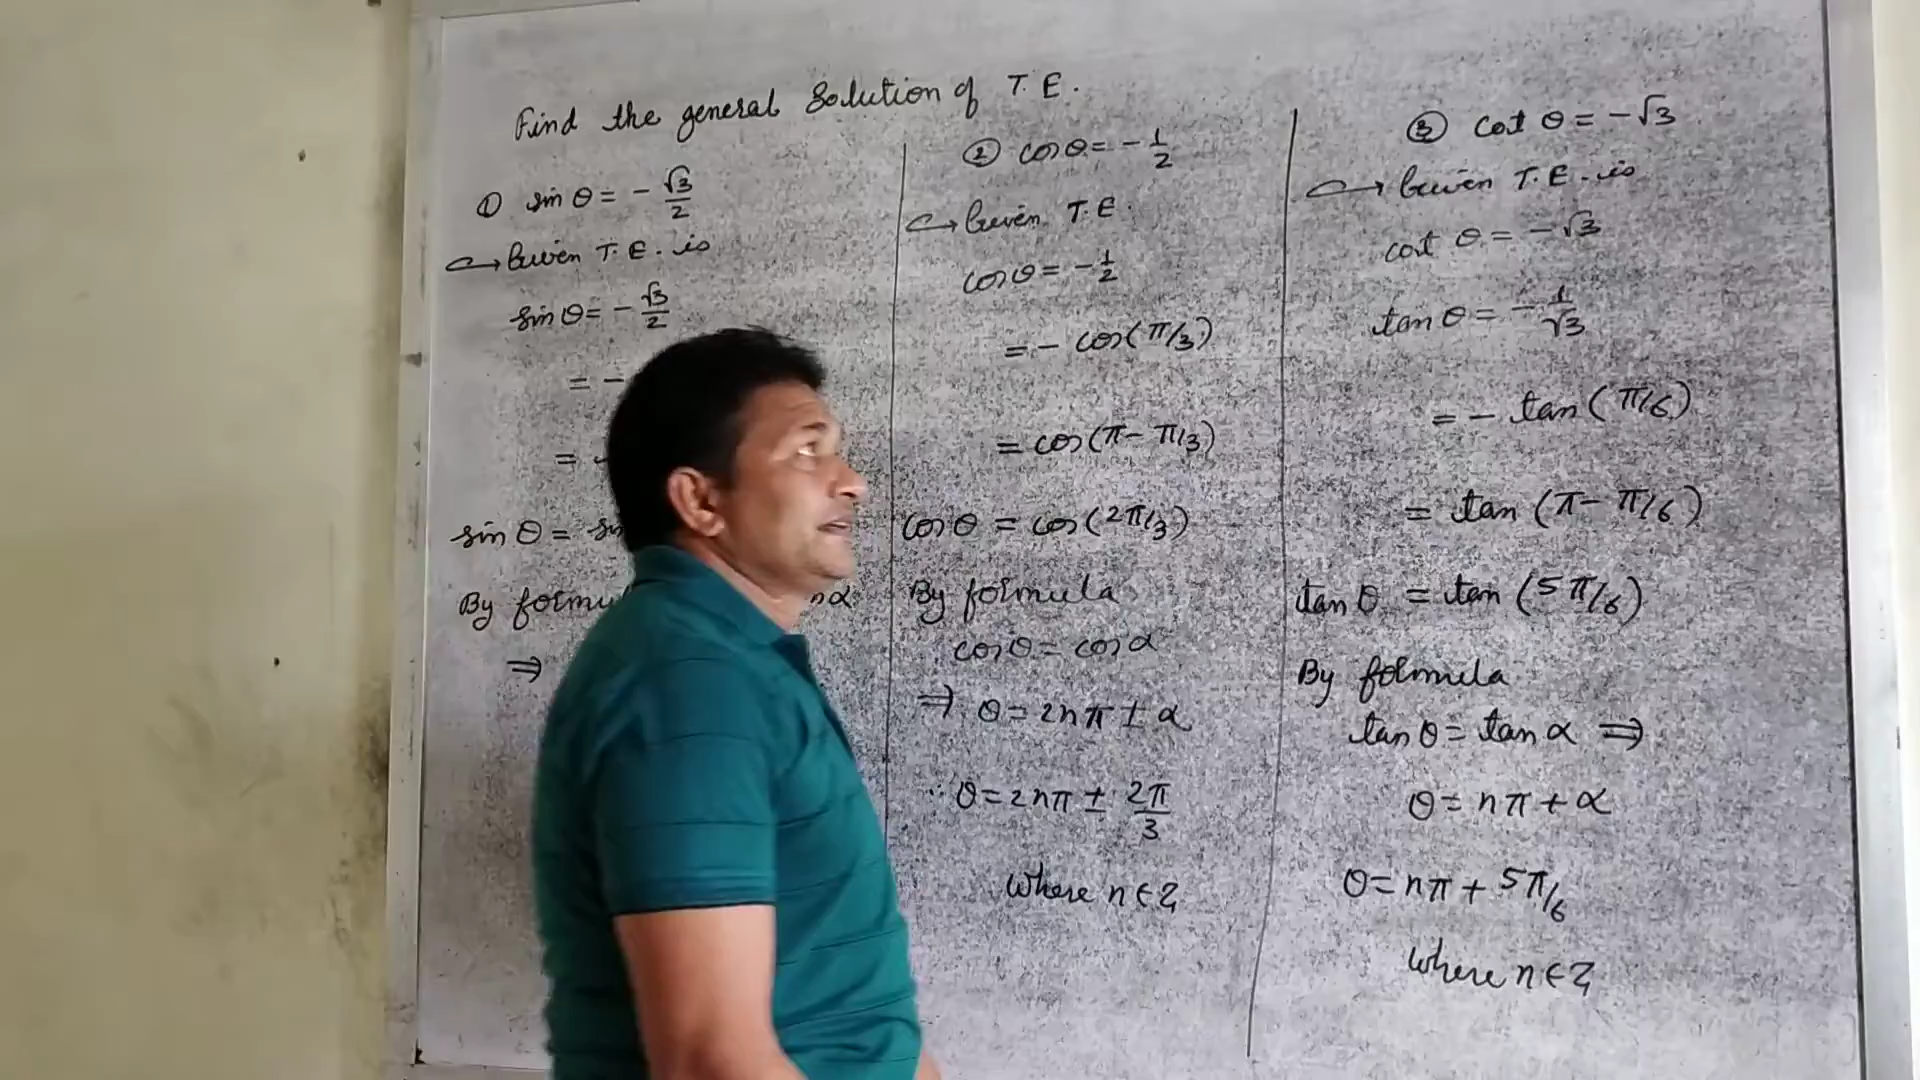 Find the general Solution of T. E.
① sin θ = - √3/2
↪ Given T. E. is
sin θ = - √3/2
= -
= -
sin θ =
By
nα
⇒
② cos θ = - 1/2
↪ Given T.E.
cos θ = - 1/2
= - cos(π/3)
= cos(π - π/3)
cos θ = cos(2π/3)
By formula
cos θ = cos α
⇒ θ = 2nπ ± α
∴ θ = 2nπ ± 2π/3
where n ∈ Z
③ cot θ = - √3
↪ Given T.E. is
cot θ = - √3
tan θ = - 1/√3
= - tan(π/6)
= tan(π - π/6)
tan θ = tan(5π/6)
By formula
tan θ = tan α ⇒
θ = nπ + α
θ = nπ + 5π/6
where n ∈ Z